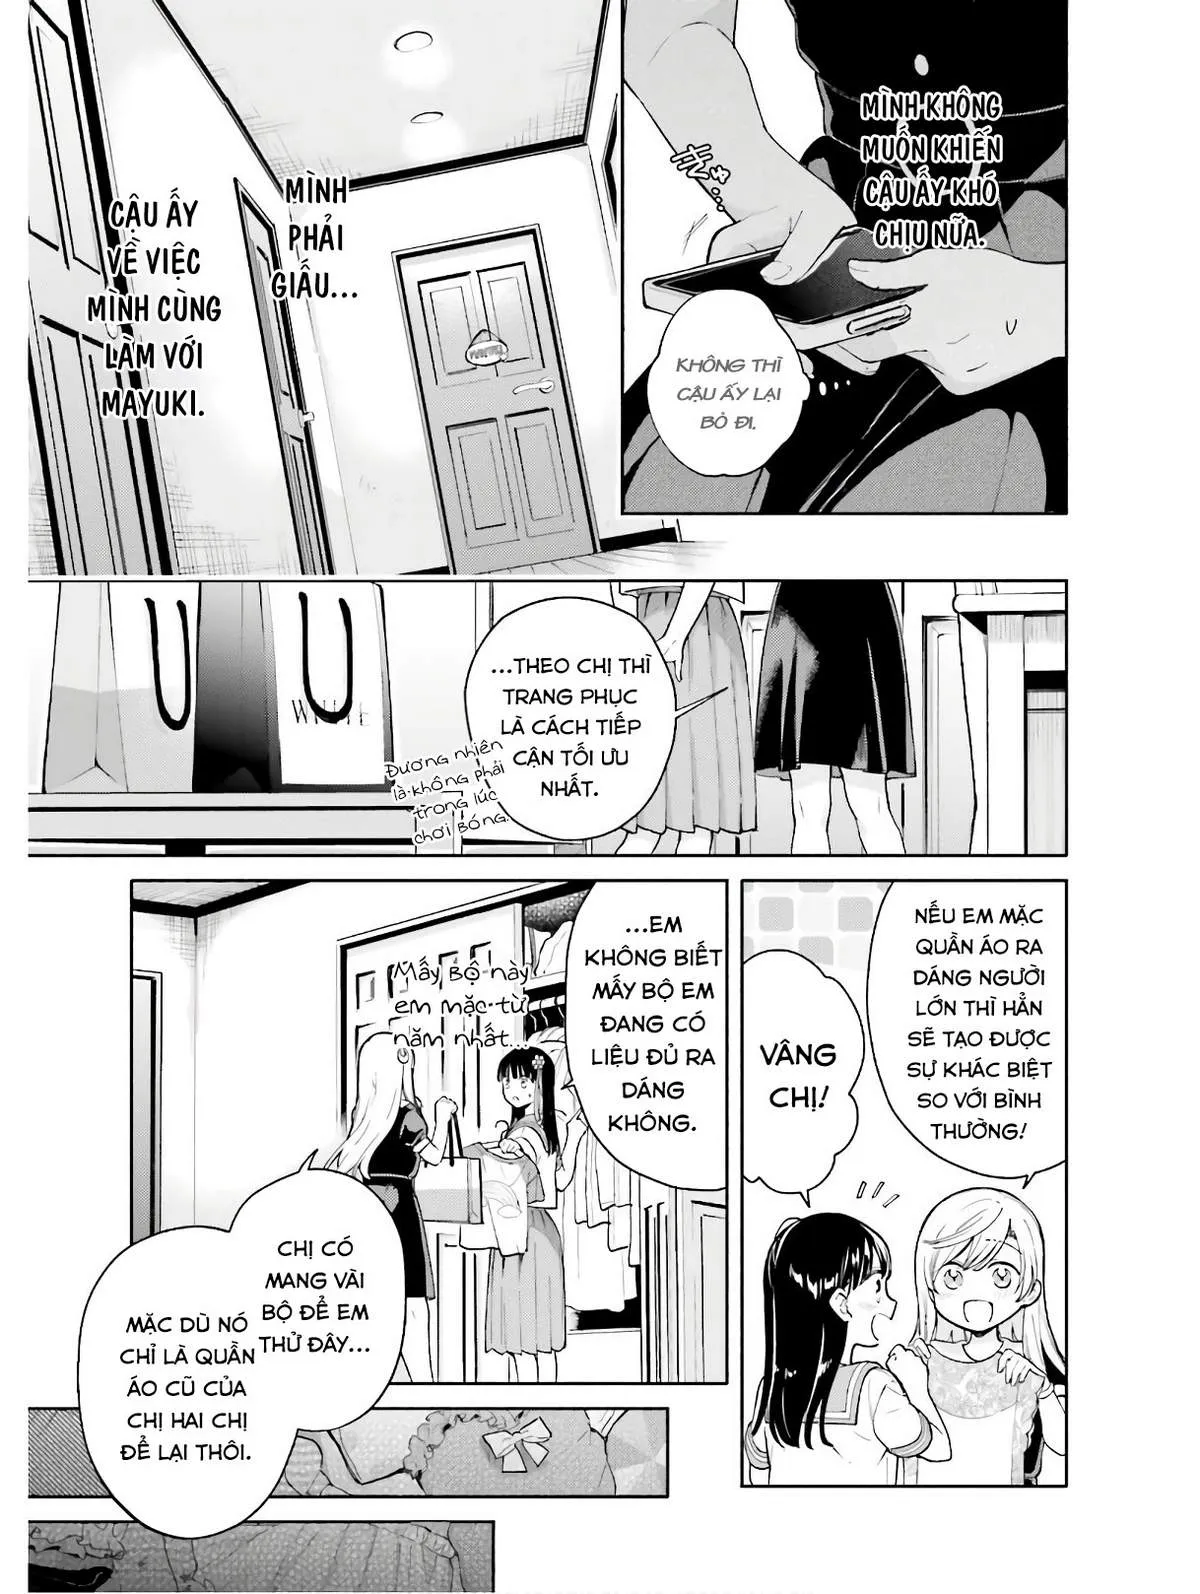 MÌNH KHÔNG
MUỐN KHIẾN
CẬU ẤY KHÓ
CHỊU NỮA.
KHÔNG THÌ
CẬU ẤY LẠI
BỎ ĐI.
MÌNH
PHẢI
GIẤU...
CẬU ẤY
VỀ VIỆC
MÌNH CÙNG
LÀM VỚI
MAYUKI.
...THEO CHỊ THÌ
TRANG PHỤC
LÀ CÁCH TIẾP
CẬN TỐI ƯU
NHẤT.
Đương nhiên
là không phải
trong lúc
chơi bóng.
WHITE
NẾU EM MẶC
QUẦN ÁO RA
DÁNG NGƯỜI
LỚN THÌ HẲN
SẼ TẠO ĐƯỢC
SỰ KHÁC BIỆT
SO VỚI BÌNH
THƯỜNG!
VÂNG
CHỊ!
...EM
KHÔNG BIẾT
MẤY BỘ EM
ĐANG CÓ
LIỆU ĐỦ RA
DÁNG
KHÔNG.
Mấy bộ này
em mặc từ
năm nhất...
CHỊ CÓ
MANG VÀI
BỘ ĐỂ EM
THỬ ĐÂY...
MẶC DÙ NÓ
CHỈ LÀ QUẦN
ÁO CŨ CỦA
CHỊ HAI CHỊ
ĐỂ LẠI THÔI.